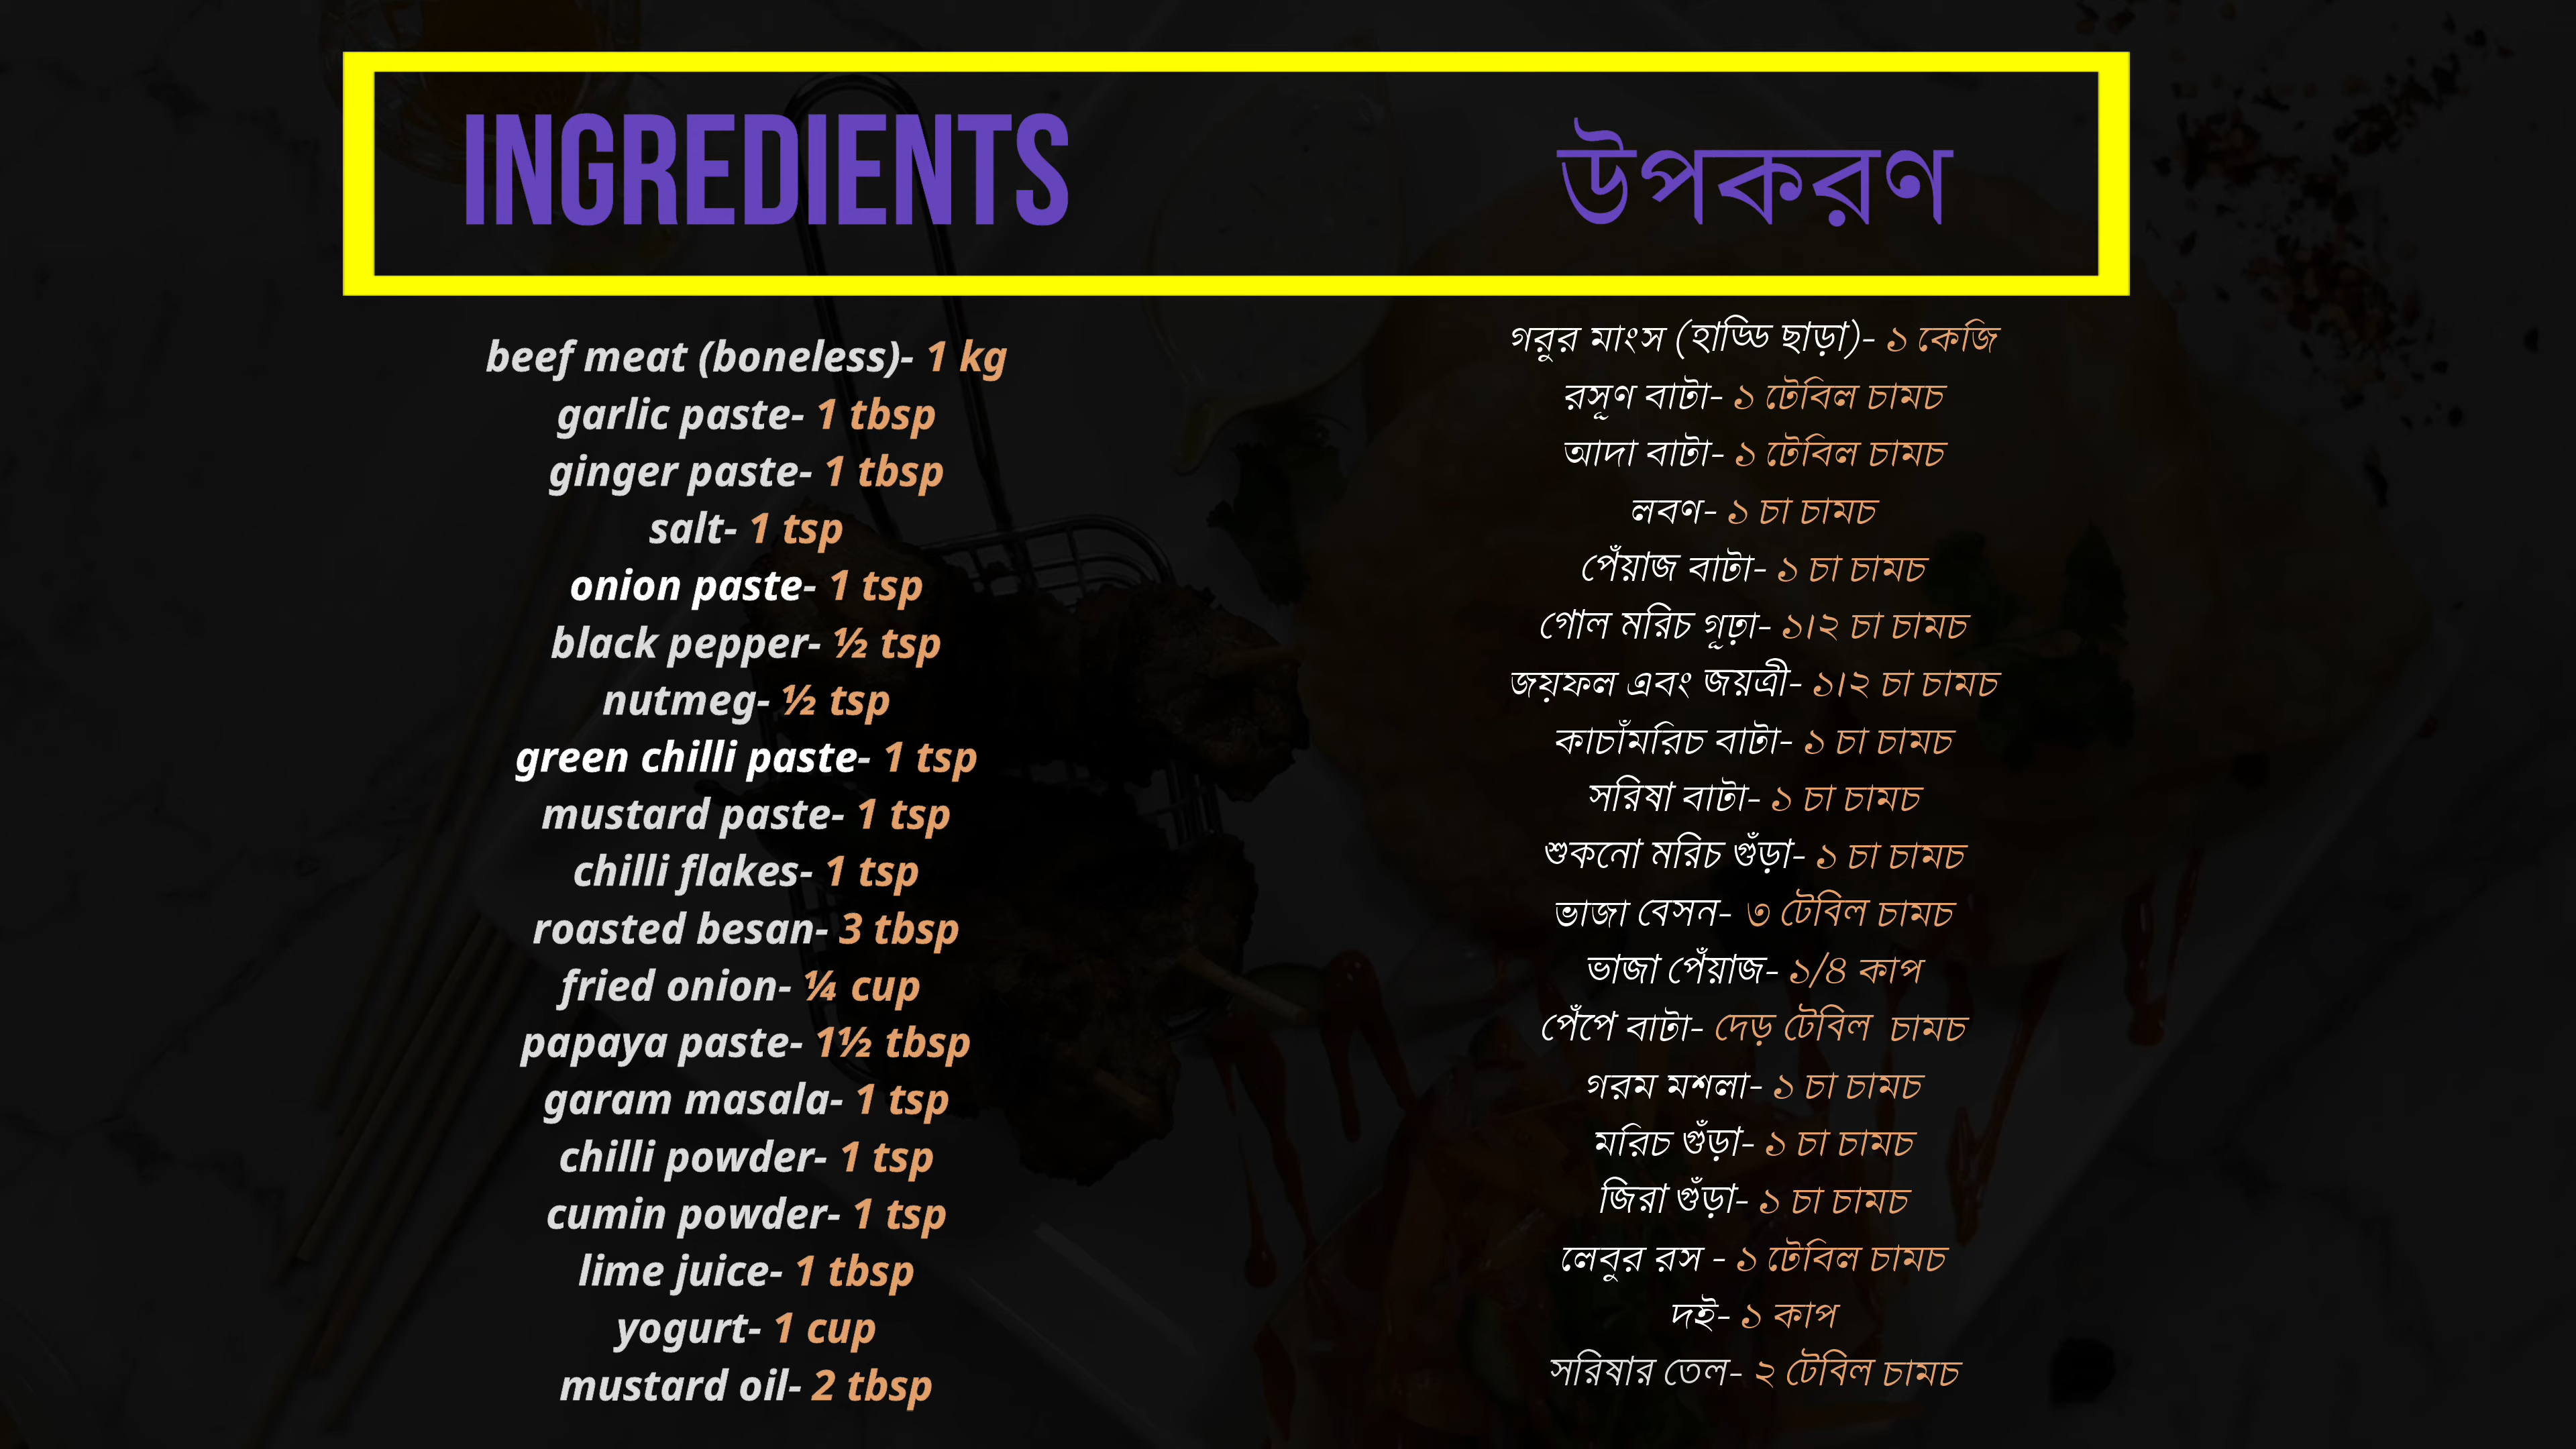 INGREDIENTS
beef meat (boneless)- 1 kg
garlic paste- 1 tbsp
ginger paste- 1 tbsp
salt- 1 tsp
onion paste- 1 tsp
black pepper- ½ tsp
nutmeg- ½ tsp
green chilli paste- 1 tsp
mustard paste- 1 tsp
chilli flakes- 1 tsp
roasted besan- 3 tbsp
fried onion- ¼ cup
papaya paste- 1½ tbsp
garam masala- 1 tsp
chilli powder- 1 tsp
cumin powder- 1 tsp
lime juice- 1 tbsp
yogurt- 1 cup
mustard oil- 2 tbsp
উপকরণ
গরুর মাংস (হাড্ডি ছাড়া)- ১ কেজি
রসূণ বাটা- ১ টেবিল চামচ
আদা বাটা- ১ টেবিল চামচ
লবণ- ১ চা চামচ
পেঁয়াজ বাটা- ১ চা চামচ
গোল মরিচ গূঢ়া- ১।২ চা চামচ
জয়ফল এবং জয়ত্রী- ১।২ চা চামচ
কাচাঁমরিচ বাটা- ১ চা চামচ
সরিষা বাটা- ১ চা চামচ
শুকনো মরিচ গুঁড়া- ১ চা চামচ
ভাজা বেসন- ৩ টেবিল চামচ
ভাজা পেঁয়াজ- ১/৪ কাপ
পেঁপে বাটা- দেড় টেবিল চামচ
গরম মশলা- ১ চা চামচ
মরিচ গুঁড়া- ১ চা চামচ
জিরা গুঁড়া- ১ চা চামচ
লেবুর রস - ১ টেবিল চামচ
দই- ১ কাপ
সরিষার তেল- ২ টেবিল চামচ